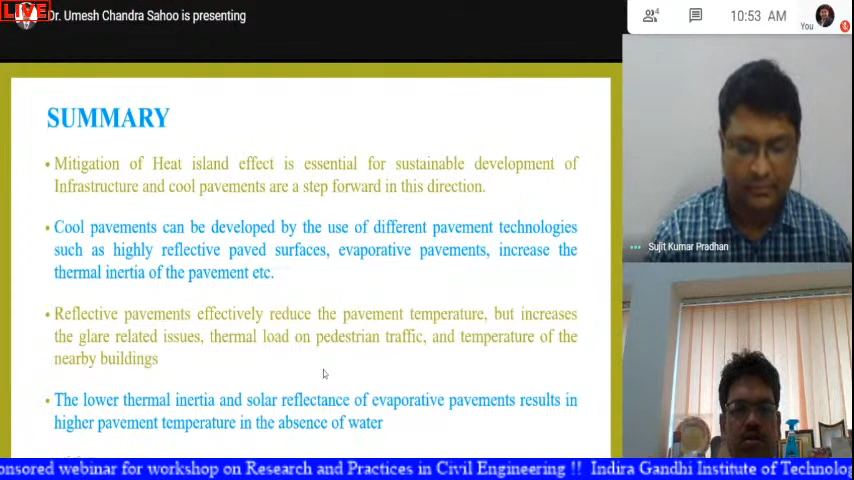 LIVE
Dr. Umesh Chandra Sahoo is presenting
4
10:53 AM
You
SUMMARY
• Mitigation of Heat island effect is essential for sustainable development of
Infrastructure and cool pavements are a step forward in this direction.
• Cool pavements can be developed by the use of different pavement technologies
such as highly reflective paved surfaces, evaporative pavements, increase the
thermal inertia of the pavement etc.
• Reflective pavements effectively reduce the pavement temperature, but increases
the glare related issues, thermal load on pedestrian traffic, and temperature of the
nearby buildings
• The lower thermal inertia and solar reflectance of evaporative pavements results in
higher pavement temperature in the absence of water
Sujit Kumar Pradhan
onsored webinar for workshop on Research and Practices in Civil Engineering !! Indira Gandhi Institute of Technolog